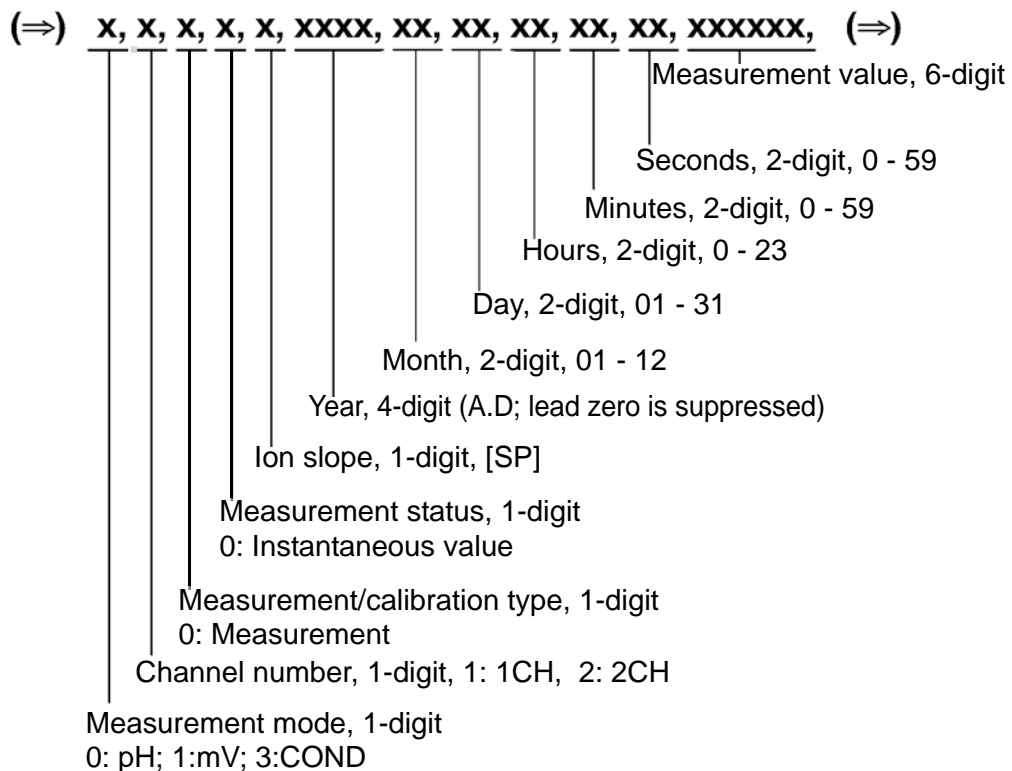 (⇒) x, x, x, x, x, xxxx, xx, xx, xx, xx, xx, xxxxxx, (⇒)
Measurement value, 6-digit
Seconds, 2-digit, 0 - 59
Minutes, 2-digit, 0 - 59
Hours, 2-digit, 0 - 23
Day, 2-digit, 01 - 31
Month, 2-digit, 01 - 12
Year, 4-digit (A.D; lead zero is suppressed)
Ion slope, 1-digit, [SP]
Measurement status, 1-digit
0: Instantaneous value
Measurement/calibration type, 1-digit
0: Measurement
Channel number, 1-digit, 1: 1CH, 2: 2CH
Measurement mode, 1-digit
0: pH; 1:mV; 3:COND